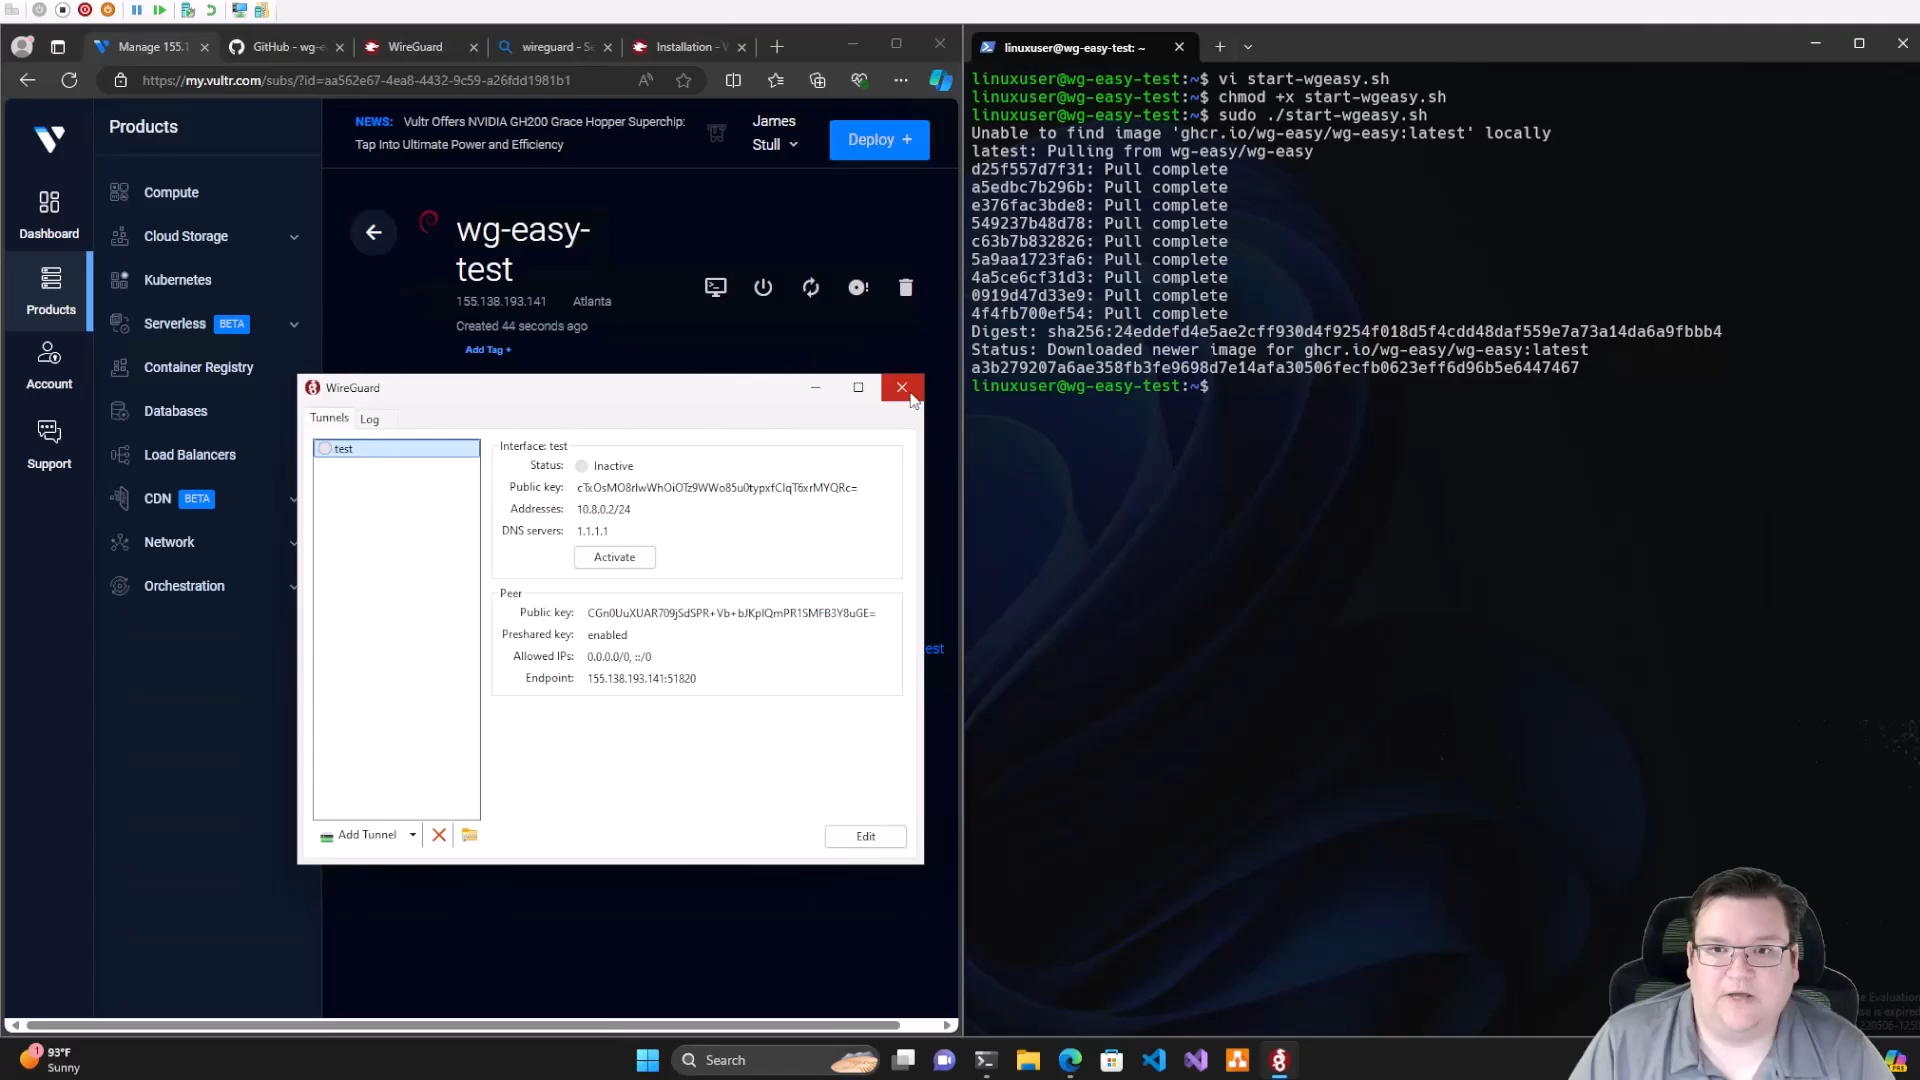 Manage 155.1
GitHub - wg-e
WireGuard
wireguard - Se
Installation - W
https://my.vultr.com/subs/?id=aa562e67-4ea8-4432-9c59-a26fdd1981b1
Products
NEWS: Vultr Offers NVIDIA GH200 Grace Hopper Superchip:
Tap Into Ultimate Power and Efficiency
James
Stull
Deploy +
Dashboard
Products
Account
Support
Compute
Cloud Storage
Kubernetes
Serverless BETA
Container Registry
Databases
Load Balancers
CDN BETA
Network
Orchestration
wg-easy-
test
155.138.193.141 Atlanta
Created 44 seconds ago
Add Tag +
est
WireGuard
Tunnels Log
test
Interface: test
Status: Inactive
Public key:
Addresses: 10.8.0.2/24
DNS servers: 1.1.1.1
Activate
Peer
Public key:
Preshared key: enabled
Allowed IPs: 0.0.0.0/0, ::/0
Endpoint: 155.138.193.141:51820
Add Tunnel
Edit
linuxuser@wg-easy-test: ~
linuxuser@wg-easy-test:~$ vi start-wgeasy.sh
linuxuser@wg-easy-test:~$ chmod +x start-wgeasy.sh
linuxuser@wg-easy-test:~$ sudo ./start-wgeasy.sh
Unable to find image 'ghcr.io/wg-easy/wg-easy:latest' locally
latest: Pulling from wg-easy/wg-easy
d25f557d7f31: Pull complete
a5edbc7b296b: Pull complete
e376fac3bde8: Pull complete
549237b48d78: Pull complete
c63b7b832826: Pull complete
5a9aa1723fa6: Pull complete
4a5ce6cf31d3: Pull complete
0919d47d33e9: Pull complete
4f4fb700ef54: Pull complete
Digest: sha256:24eddefd4e5ae2cff930d4f9254f018d5f4cdd48daf559e7a73a14da6a9fbbb4
Status: Downloaded newer image for ghcr.io/wg-easy/wg-easy:latest
a3b279207a6ae358fb3fe9698d7e14afa30506fecfb0623eff6d96b5e6447467
linuxuser@wg-easy-test:~$
1
93°F
Sunny
Search